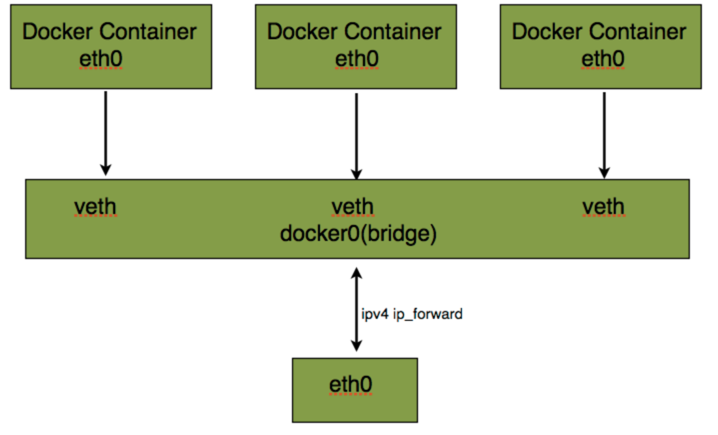 Docker Container
eth0
Docker Container
eth0
Docker Container
eth0
veth
veth
veth
docker0(bridge)
ipv4 ip_forward
eth0